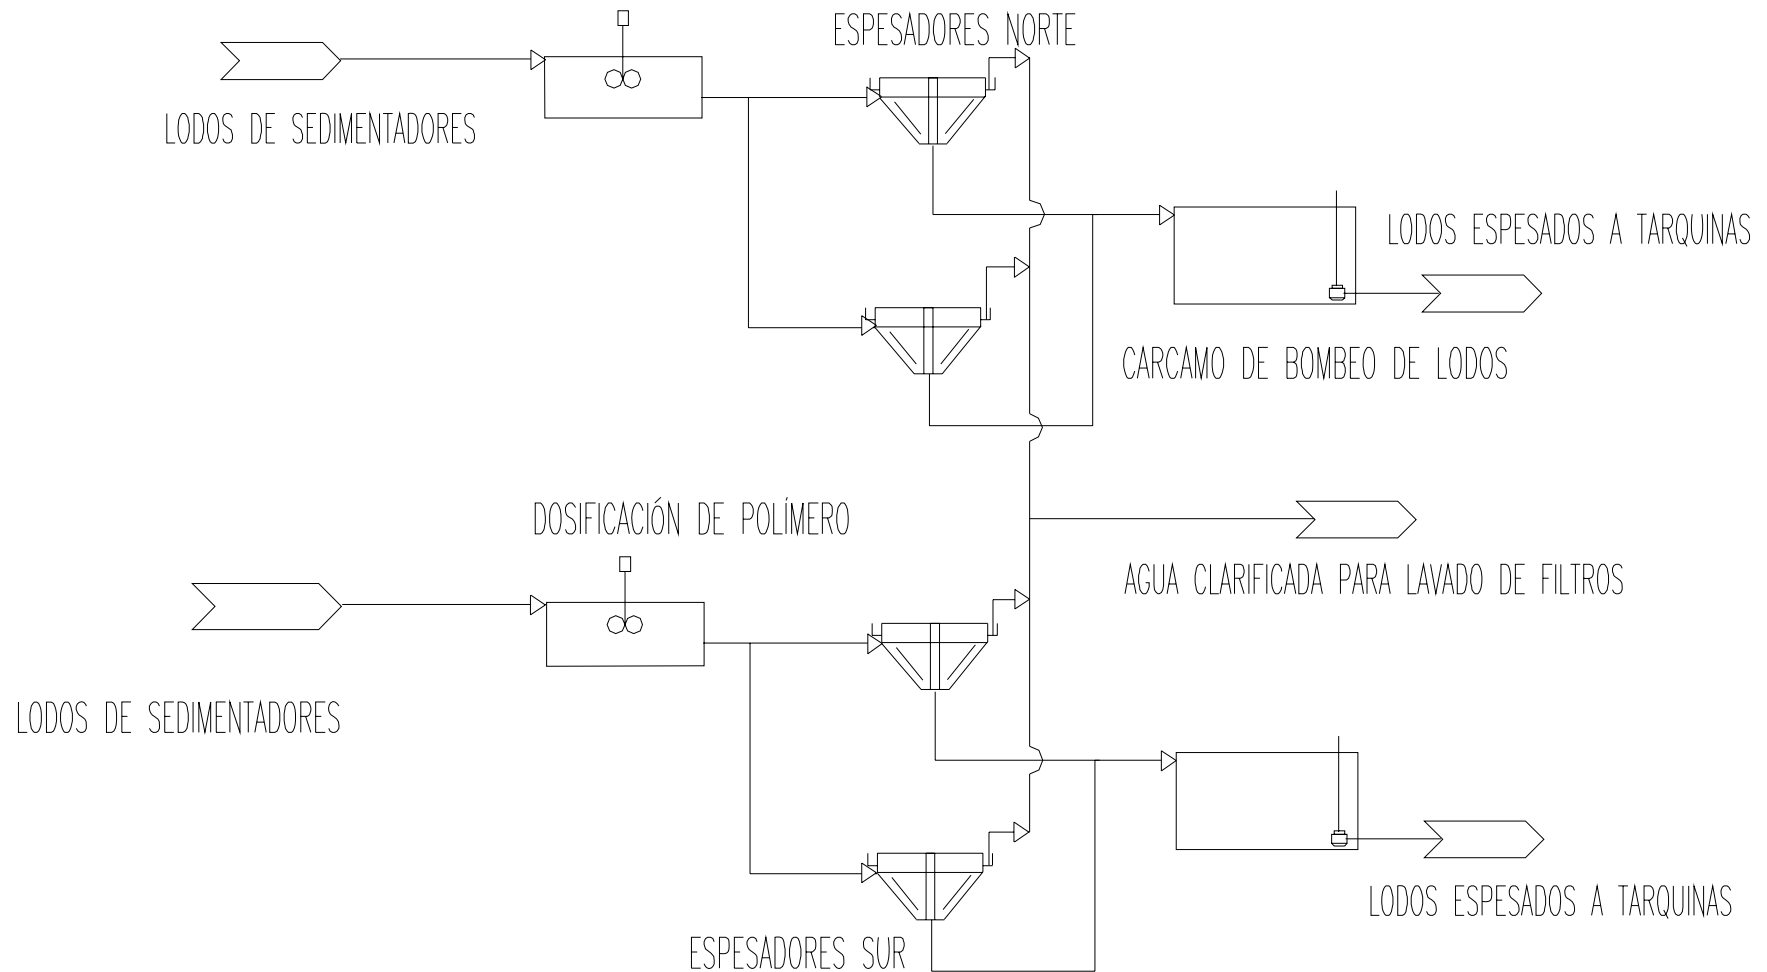 ESPESADORES NORTE
LODOS DE SEDIMENTADORES
LODOS ESPESADOS A TARQUINAS
CARCAMO DE BOMBEO DE LODOS
DOSIFICACIÓN DE POLÍMERO
AGUA CLARIFICADA PARA LAVADO DE FILTROS
LODOS DE SEDIMENTADORES
LODOS ESPESADOS A TARQUINAS
ESPESADORES SUR